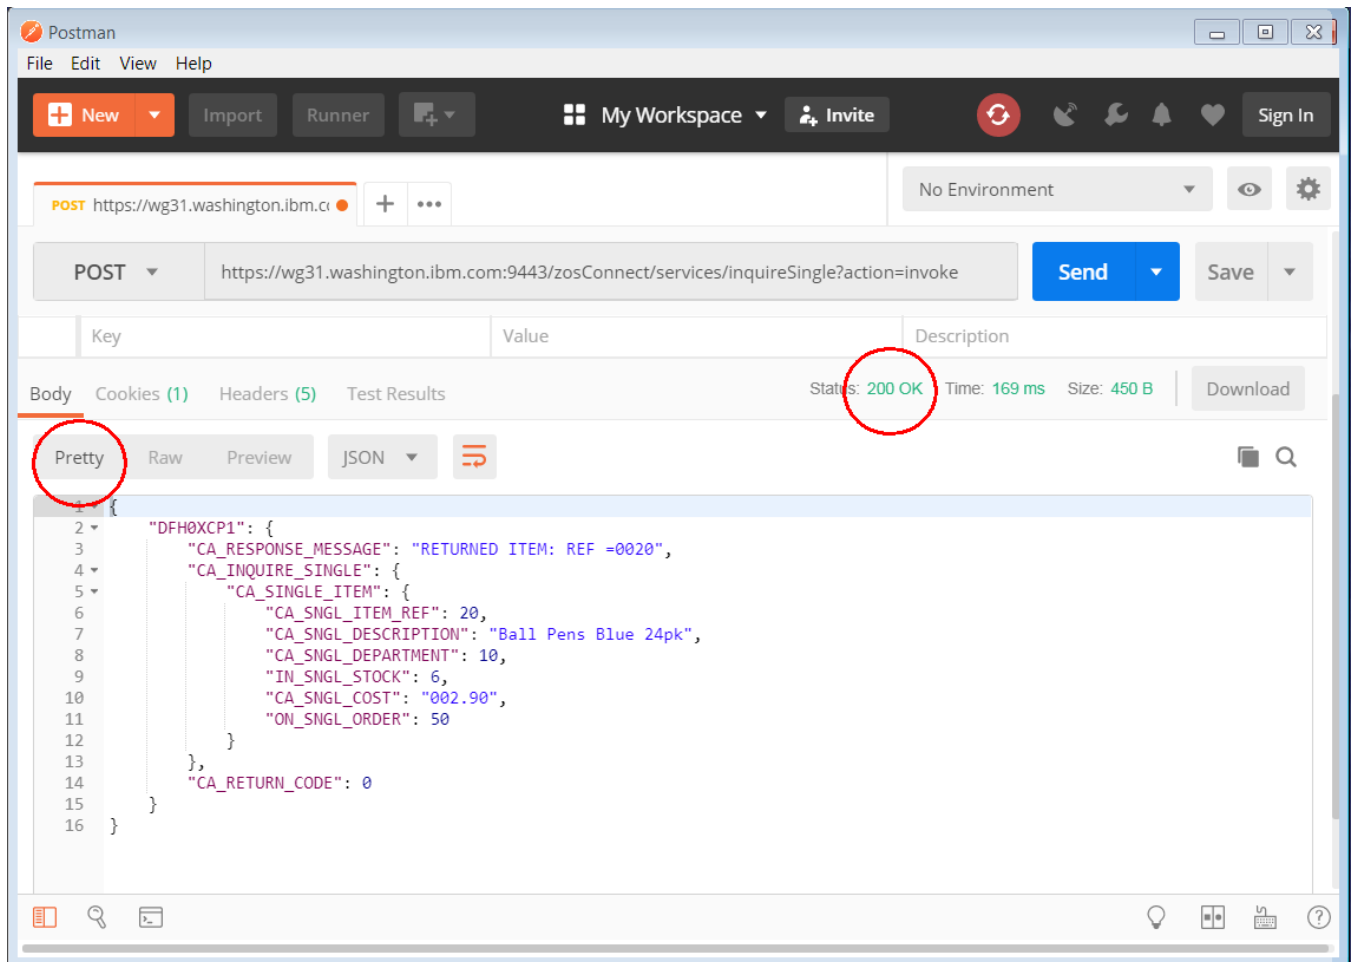 Postman
File Edit View Help
New Import Runner My Workspace Invite Sign In
No Environment
POST https://wg31.washington.ibm.cc
POST https://wg31.washington.ibm.com:9443/zosConnect/services/inquireSingle?action=invoke Send Save
Key Value Description
Body Cookies (1) Headers (5) Test Results Status: 200 OK Time: 169 ms Size: 450 B Download
Pretty Raw Preview JSON
1 {
2 "DFH0XCP1": {
3 "CA_RESPONSE_MESSAGE": "RETURNED ITEM: REF =0020",
4 "CA_INQUIRE_SINGLE": {
5 "CA_SINGLE_ITEM": {
6 "CA_SNGL_ITEM_REF": 20,
7 "CA_SNGL_DESCRIPTION": "Ball Pens Blue 24pk",
8 "CA_SNGL_DEPARTMENT": 10,
9 "IN_SNGL_STOCK": 6,
10 "CA_SNGL_COST": "002.90",
11 "ON_SNGL_ORDER": 50
12 }
13 },
14 "CA_RETURN_CODE": 0
15 }
16 }